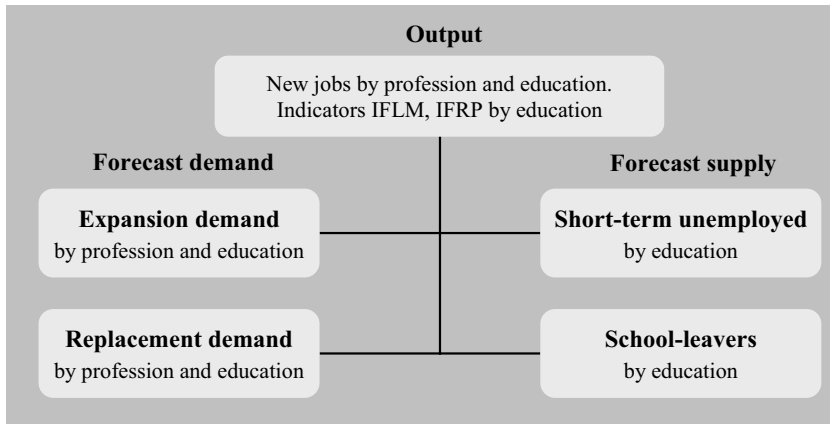 Output
New jobs by profession and education.
Indicators IFLM, IFRP by education
Forecast demand
Forecast supply
Expansion demand
by profession and education
Short-term unemployed
by education
Replacement demand
by profession and education
School-leavers
by education